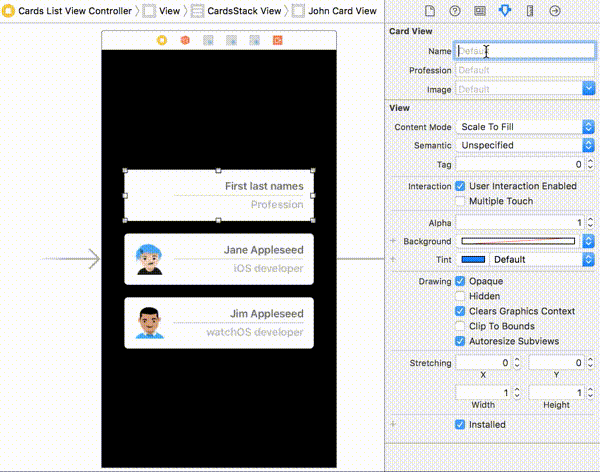 Cards List View Controller > View > CardsStack View > John Card View
Card View
Name Default
Profession Default
Image Default
View
Content Mode Scale To Fill
Semantic Unspecified
Tag 0
Interaction User Interaction Enabled
Multiple Touch
Alpha 1
+ Background
+ Tint Default
Drawing Opaque
Hidden
Clears Graphics Context
Clip To Bounds
Autoresize Subviews
Stretching 0 0
X Y
1 1
Width Height
+ Installed
First last names
Profession
Jane Appleseed
iOS developer
Jim Appleseed
watchOS developer